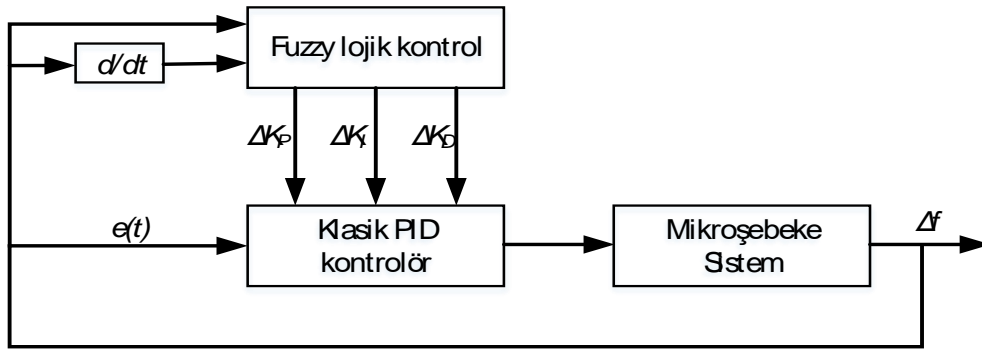 Fuzzy lojik kontrol
d/dt
ΔKP ΔKI ΔKD
e(t)
Klasik PID
kontrolör
Mikroşebeke
Sistem
Δf